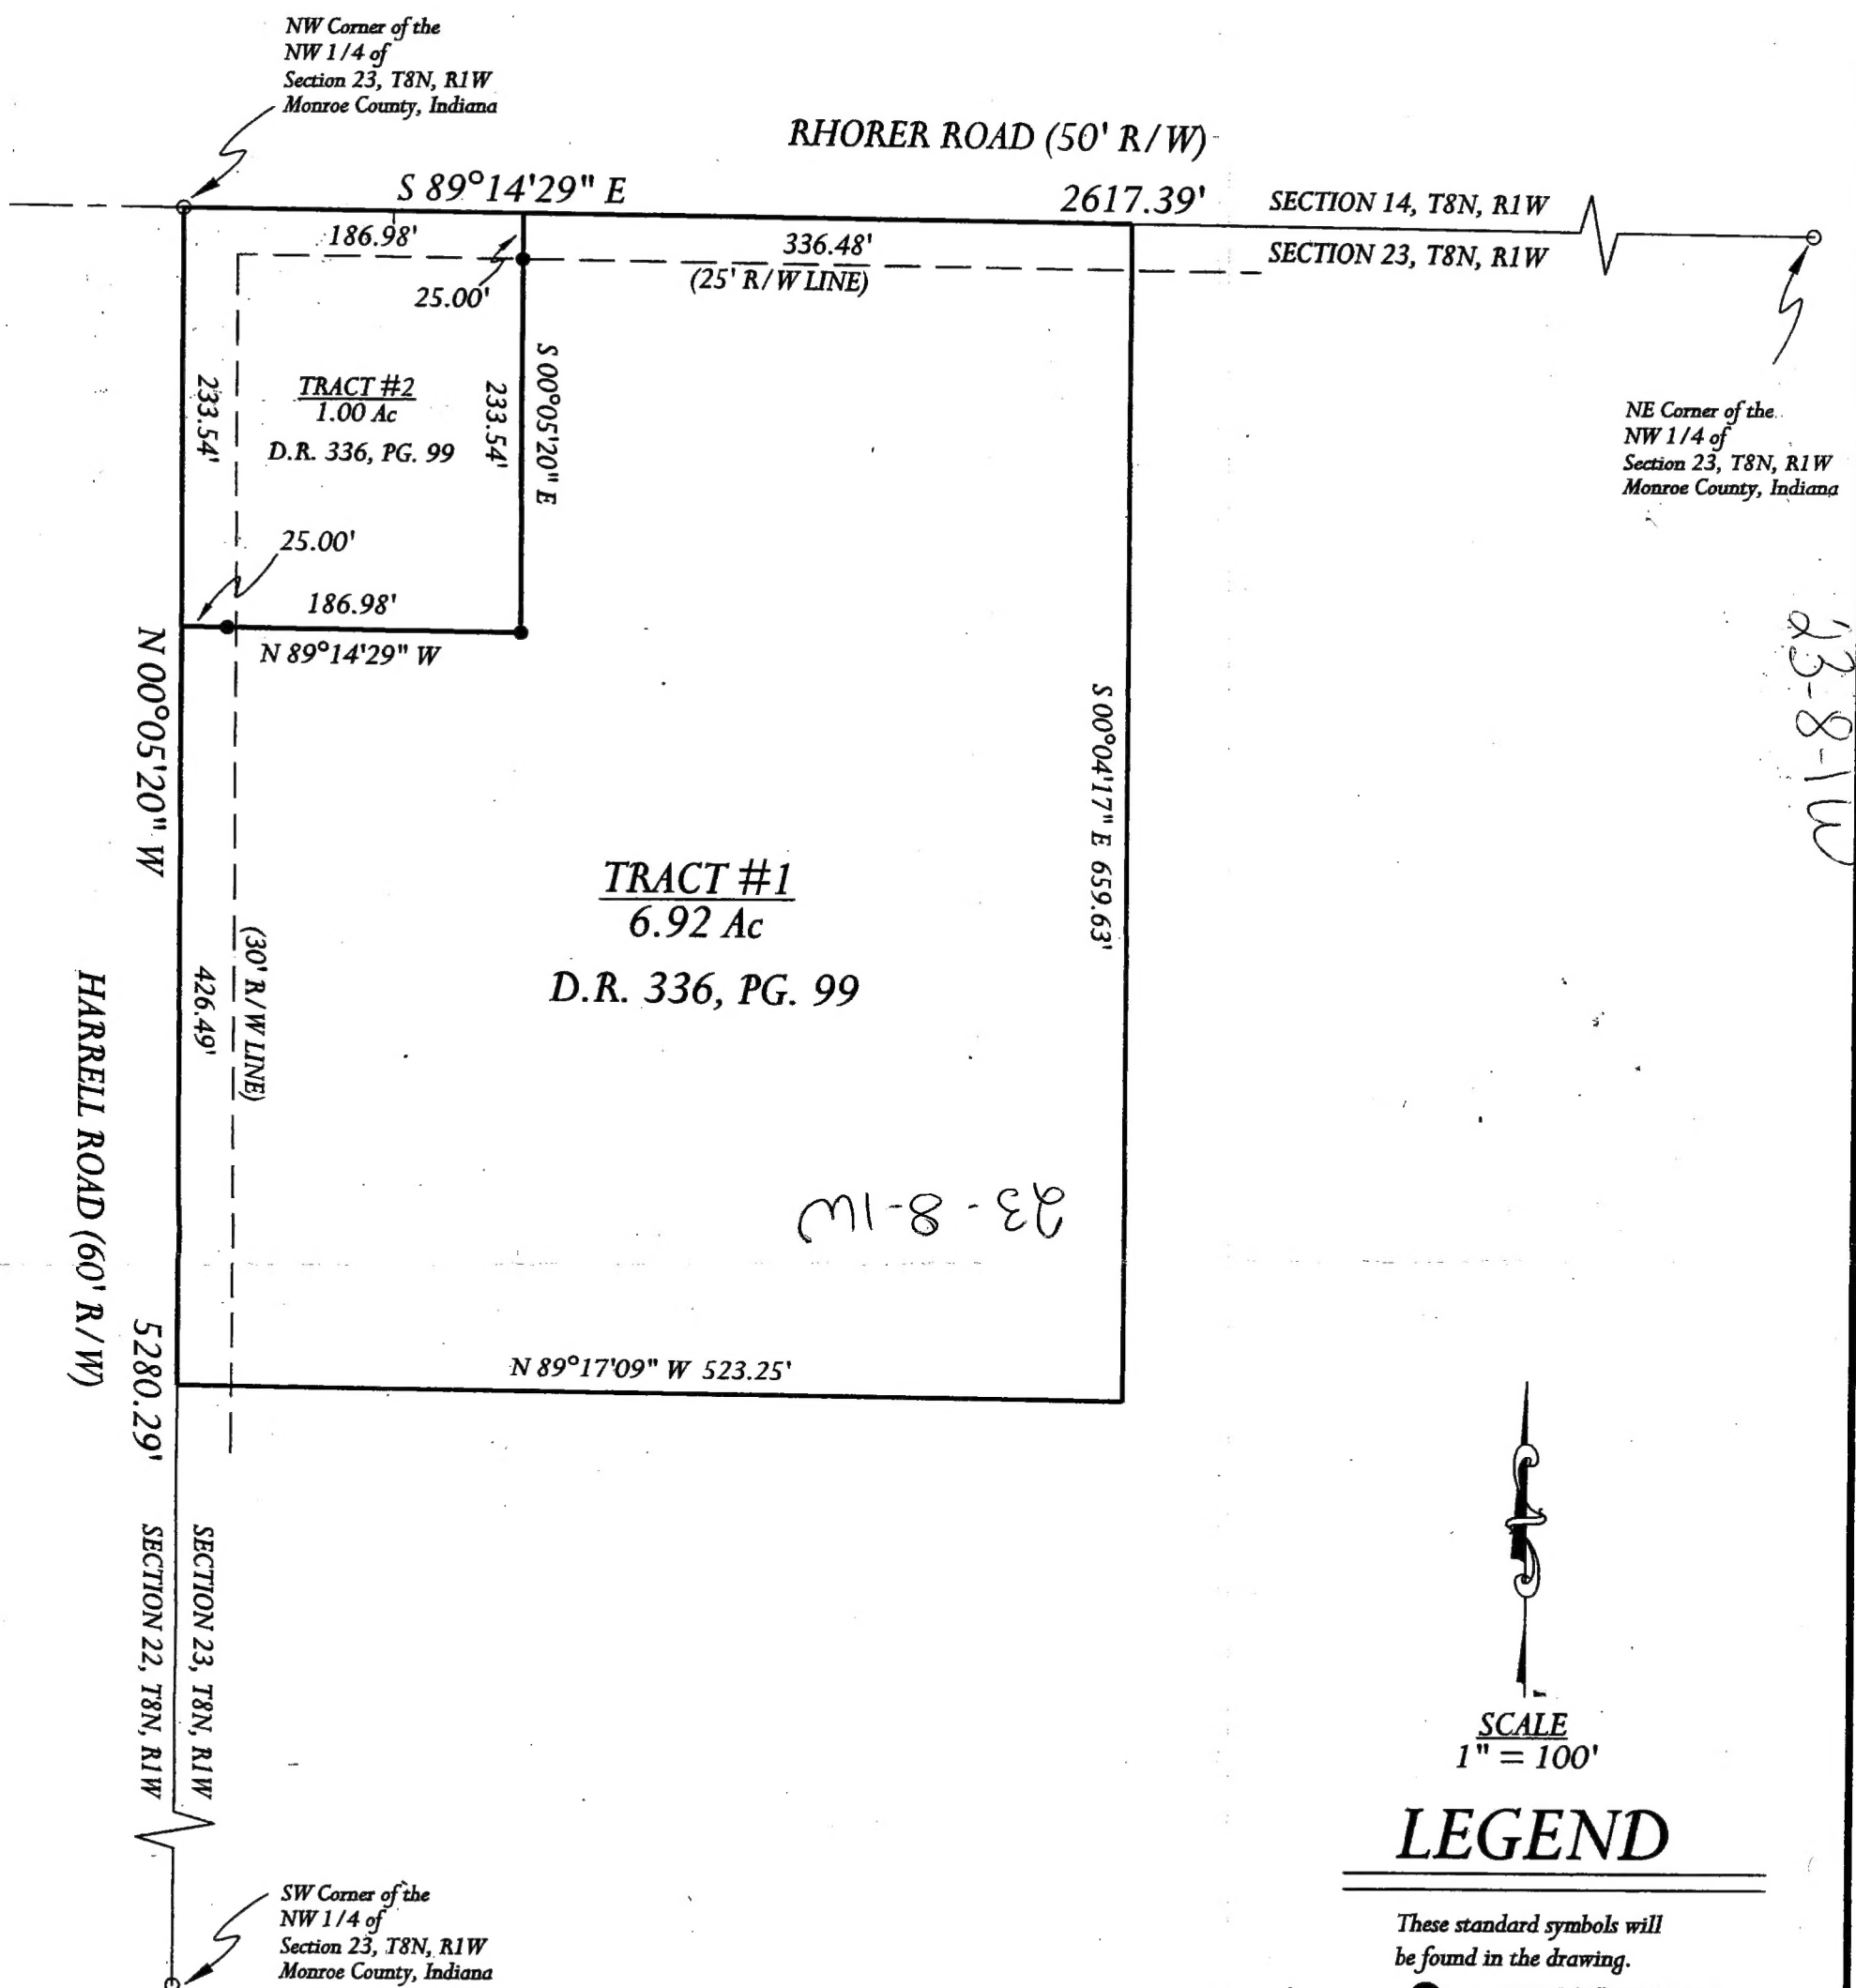 NW Corner of the
NW 1/4 of
Section 23, T8N, R1W
Monroe County, Indiana
RHORER ROAD (50' R/W)
S 89°14'29" E
2617.39'
SECTION 14, T8N, R1W
SECTION 23, T8N, R1W
186.98'
336.48'
(25' R/W LINE)
25.00'
NE Corner of the
NW 1/4 of
Section 23, T8N, R1W
Monroe County, Indiana
233.54'
TRACT #2
1.00 Ac
D.R. 336, PG. 99
233.54'
S 00°05'20" E
25.00'
186.98'
N 89°14'29" W
23-8-1W
N 00°05'20" W
S 00°04'17" E 659.63'
TRACT #1
6.92 Ac
D.R. 336, PG. 99
426.49'
(30' R/W LINE)
HARRELL ROAD (60' R/W)
23-8-1W
5280.29'
N 89°17'09" W 523.25'
SECTION 23, T8N, R1W
SECTION 22, T8N, R1W
SCALE
1" = 100'
LEGEND
These standard symbols will
be found in the drawing.
SW Corner of the
NW 1/4 of
Section 23, T8N, R1W
Monroe County, Indiana